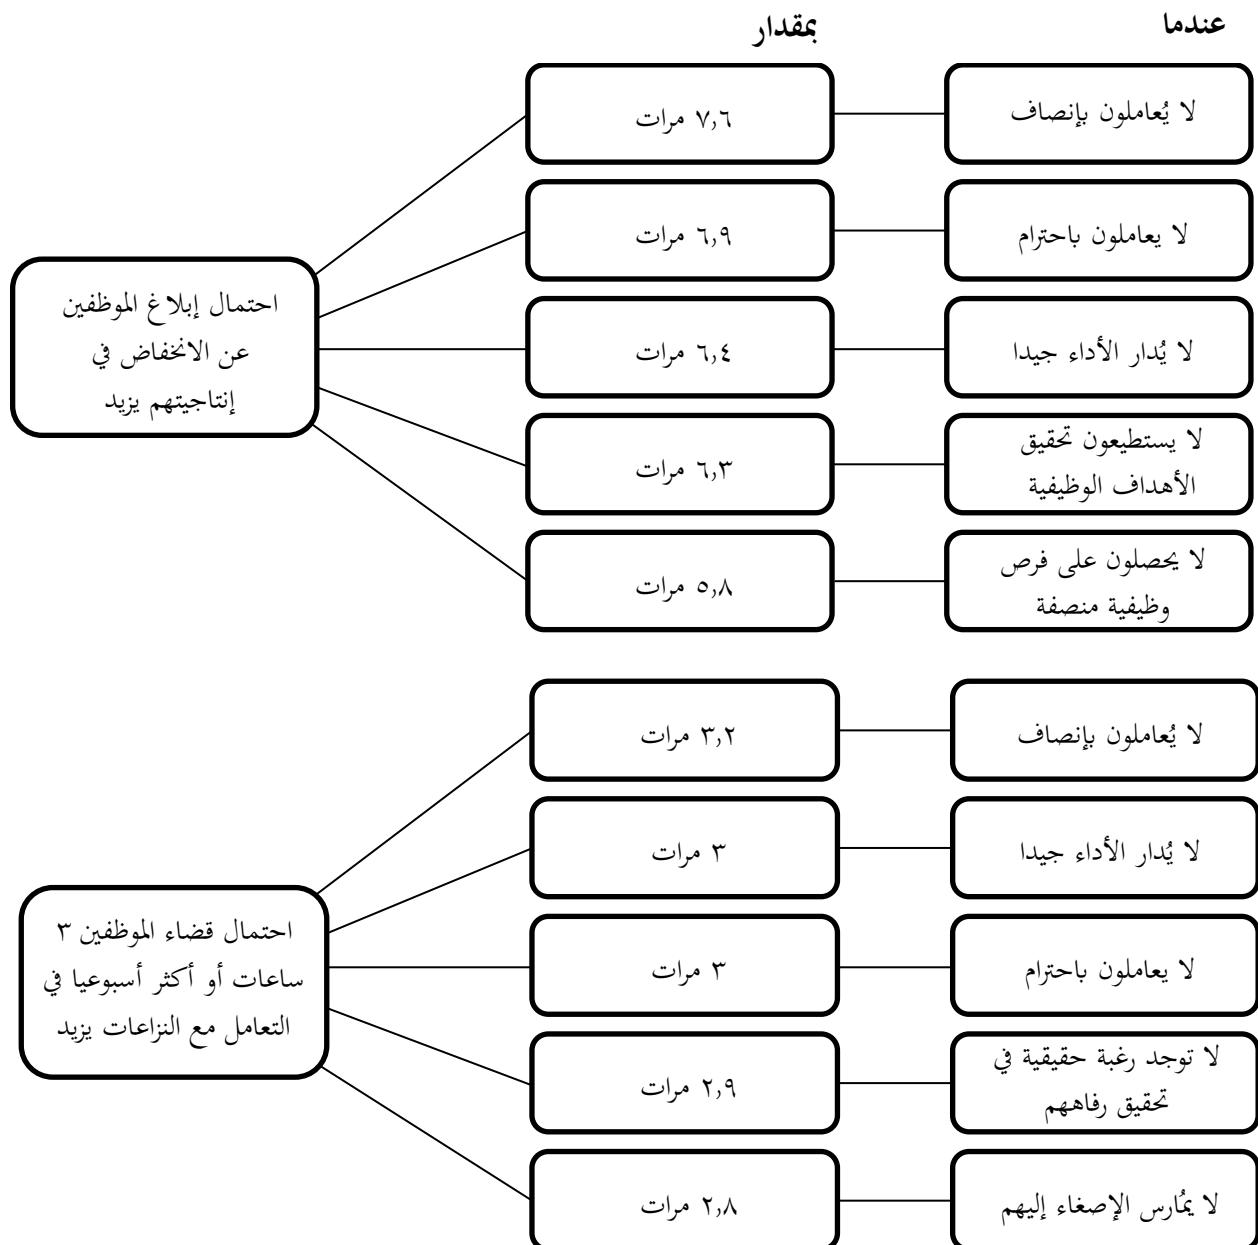 عندما
بمقدار
لا يُعاملون بإنصاف
٧,٦ مرات
لا يعاملون باحترام
٦,٩ مرات
لا يُدار الأداء جيدا
٦,٤ مرات
لا يستطيعون تحقيق
الأهداف الوظيفية
٦,٣ مرات
لا يحصلون على فرص
وظيفية منصفة
٥,٨ مرات
احتمال إبلاغ الموظفين
عن الانخفاض في
إنتاجيتهم يزيد
لا يُعاملون بإنصاف
٣,٢ مرات
لا يُدار الأداء جيدا
٣ مرات
لا يعاملون باحترام
٣ مرات
لا توجد رغبة حقيقية في
تحقيق رفاههم
٢,٩ مرات
لا يمُارس الإصغاء إليهم
٢,٨ مرات
احتمال قضاء الموظفين ٣
ساعات أو أكثر أسبوعيا في
التعامل مع النزاعات يزيد